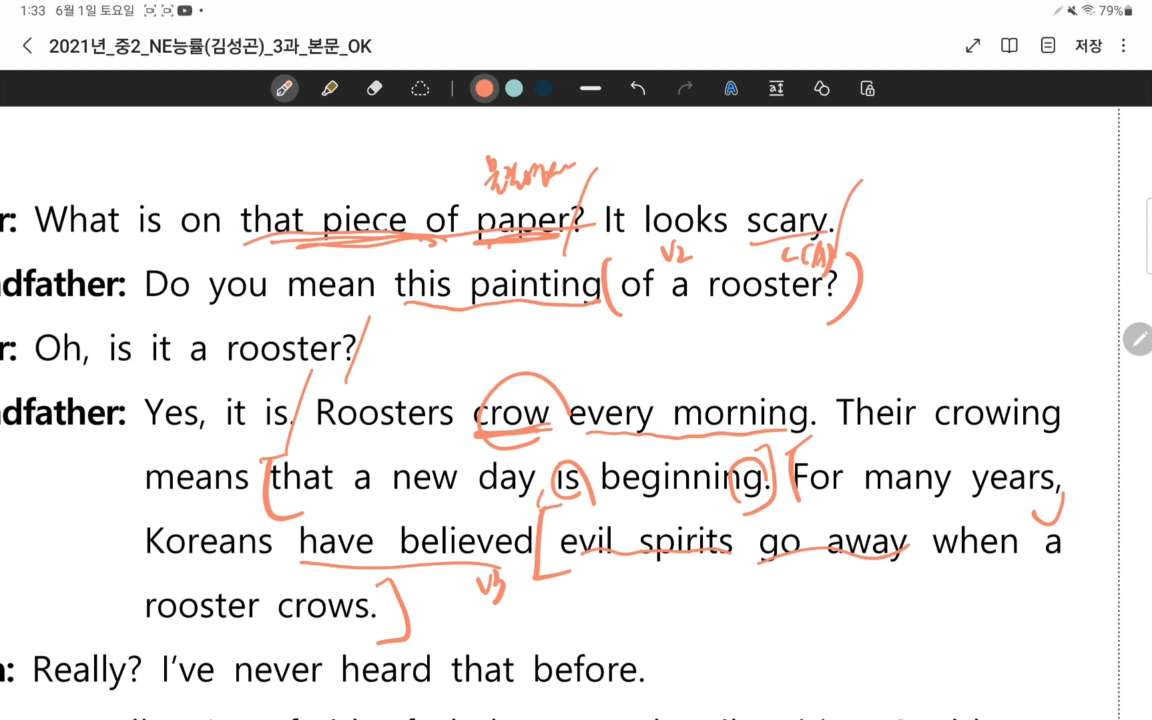 1:33 6월 1일 토요일
79%
2021년_중2_NE능률(김성곤)_3과_본문_OK
저장
r: What is on that piece of paper? It looks scary.
V2
(A)
dfather: Do you mean this painting of a rooster?
r: Oh, is it a rooster?
dfather: Yes, it is. Roosters crow every morning. Their crowing
means that a new day is beginning. For many years,
Koreans have believed evil spirits go away when a
V3
rooster crows.
: Really? I've never heard that before.